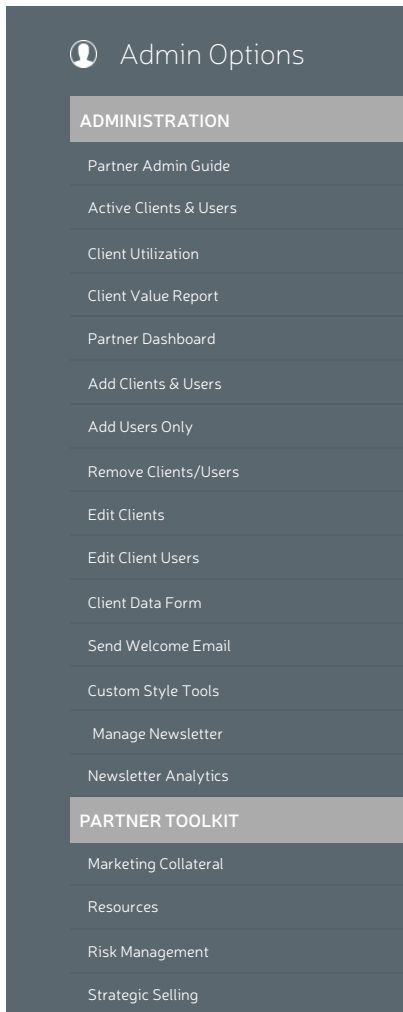 Admin Options
ADMINISTRATION
Partner Admin Guide
Active Clients & Users
Client Utilization
Client Value Report
Partner Dashboard
Add Clients & Users
Add Users Only
Remove Clients/Users
Edit Clients
Edit Client Users
Client Data Form
Send Welcome Email
Custom Style Tools
Manage Newsletter
Newsletter Analytics
PARTNER TOOLKIT
Marketing Collateral
Resources
Risk Management
Strategic Selling